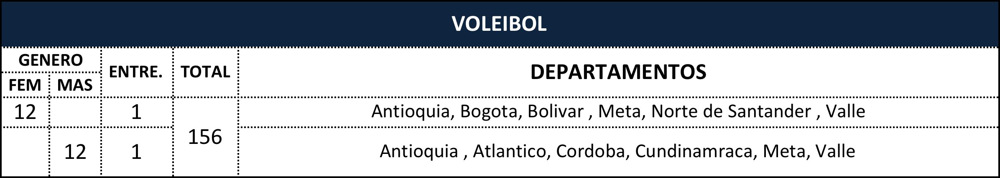 VOLEIBOL
GENERO
ENTRE.
TOTAL
DEPARTAMENTOS
FEM
MAS
12
1
Antioquia, Bogota, Bolivar , Meta, Norte de Santander , Valle
156
12
1
Antioquia , Atlantico, Cordoba, Cundinamraca, Meta, Valle